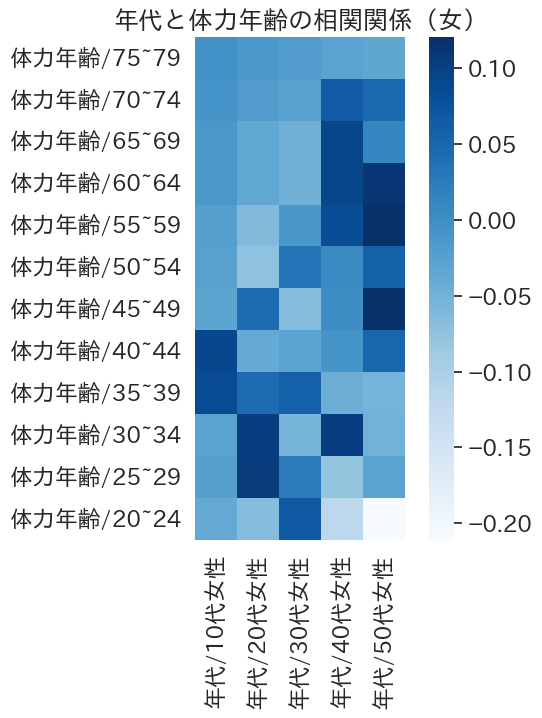 年代と体力年齢の相関関係（女）
体力年齢/75~79
体力年齢/70~74
体力年齢/65~69
体力年齢/60~64
体力年齢/55~59
体力年齢/50~54
体力年齢/45~49
体力年齢/40~44
体力年齢/35~39
体力年齢/30~34
体力年齢/25~29
体力年齢/20~24
年代/10代女性
年代/20代女性
年代/30代女性
年代/40代女性
年代/50代女性
0.10
0.05
0.00
−0.05
−0.10
−0.15
−0.20